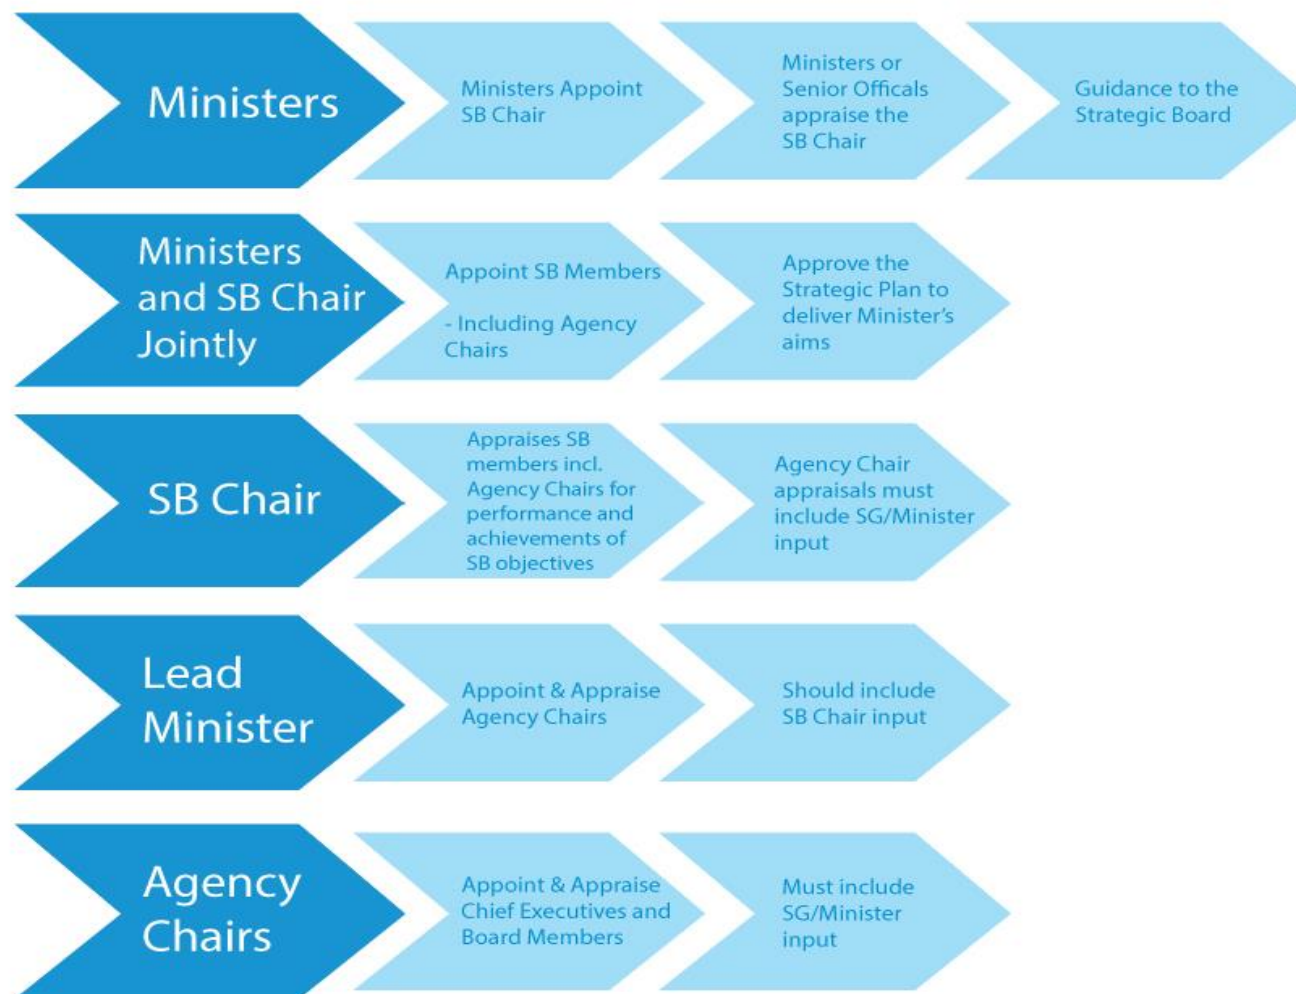 Ministers
Ministers Appoint
SB Chair
Ministers or
Senior Officals
appraise the
SB Chair
Guidance to the
Strategic Board
Ministers
and SB Chair
Jointly
Appoint SB Members
- Including Agency
Chairs
Approve the
Strategic Plan to
deliver Minister’s
aims
SB Chair
Appraises SB
members incl.
Agency Chairs for
performance and
achievements of
SB objectives
Agency Chair
appraisals must
include SG/Minister
input
Lead
Minister
Appoint & Appraise
Agency Chairs
Should include
SB Chair input
Agency
Chairs
Appoint & Appraise
Chief Executives and
Board Members
Must include
SG/Minister
input